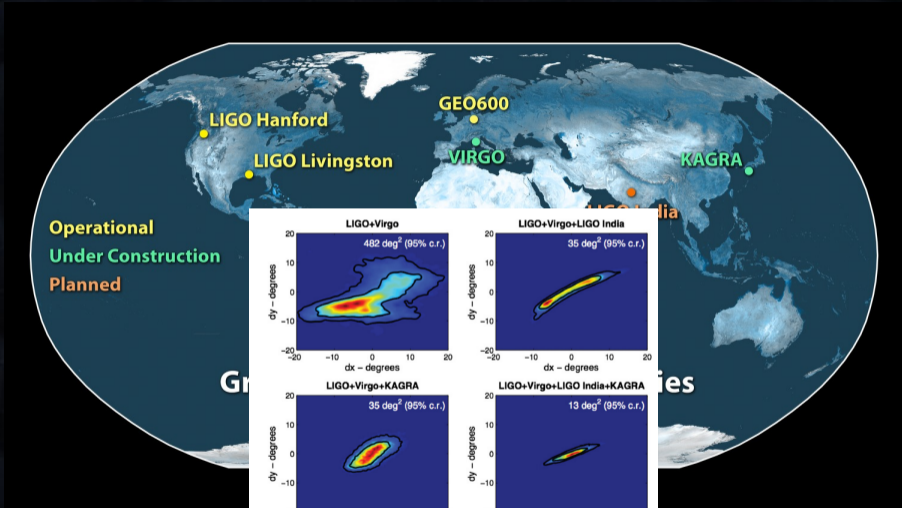 GEO600
LIGO Hanford
LIGO Livingston
VIRGO
KAGRA
Operational
Under Construction
Planned
LIGO+Virgo
482 deg² (95% c.r.)
20
10
0
−10
−20
dy − degrees
−20
−10
0
10
20
dx − degrees
LIGO+Virgo+LIGO India
35 deg² (95% c.r.)
20
10
0
−10
−20
dy − degrees
−20
−10
0
10
20
dx − degrees
LIGO+Virgo+KAGRA
35 deg² (95% c.r.)
20
10
0
−10
dy − degrees
LIGO+Virgo+LIGO India+KAGRA
13 deg² (95% c.r.)
20
10
0
−10
dy − degrees